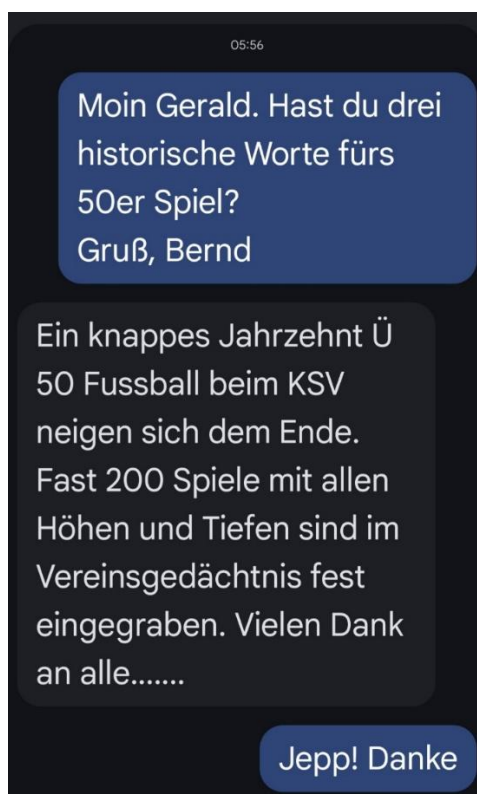 05:56
Moin Gerald. Hast du drei
historische Worte fürs
50er Spiel?
Gruß, Bernd
Ein knappes Jahrzehnt Ü
50 Fussball beim KSV
neigen sich dem Ende.
Fast 200 Spiele mit allen
Höhen und Tiefen sind im
Vereinsgedächtnis fest
eingegraben. Vielen Dank
an alle.......
Jepp! Danke